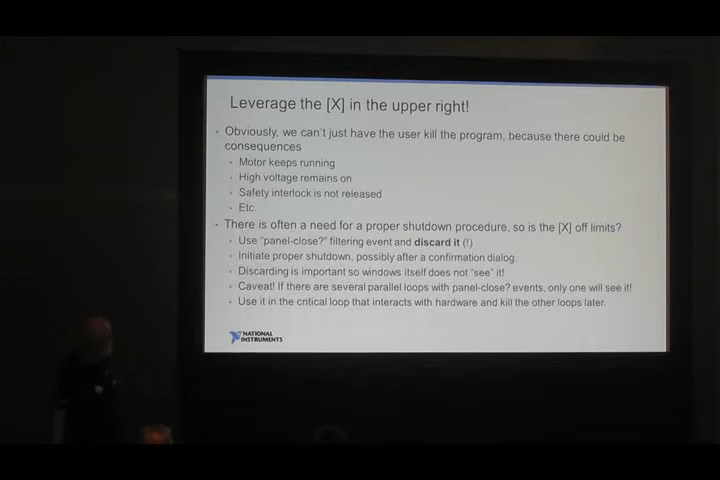 Leverage the [X] in the upper right!
Obviously, we can't just have the user kill the program, because there could be
consequences
Motor keeps running
High voltage remains on
Safety interlock is not released
Etc.
There is often a need for a proper shutdown procedure, so is the [X] off limits?
Use "panel-close?" filtering event and discard it (!)
Initiate proper shutdown, possibly after a confirmation dialog.
Discarding is important so windows itself does not "see" it!
Caveat! If there are several parallel loops with panel-close? events, only one will see it!
Use it in the critical loop that interacts with hardware and kill the other loops later.
NATIONAL
INSTRUMENTS